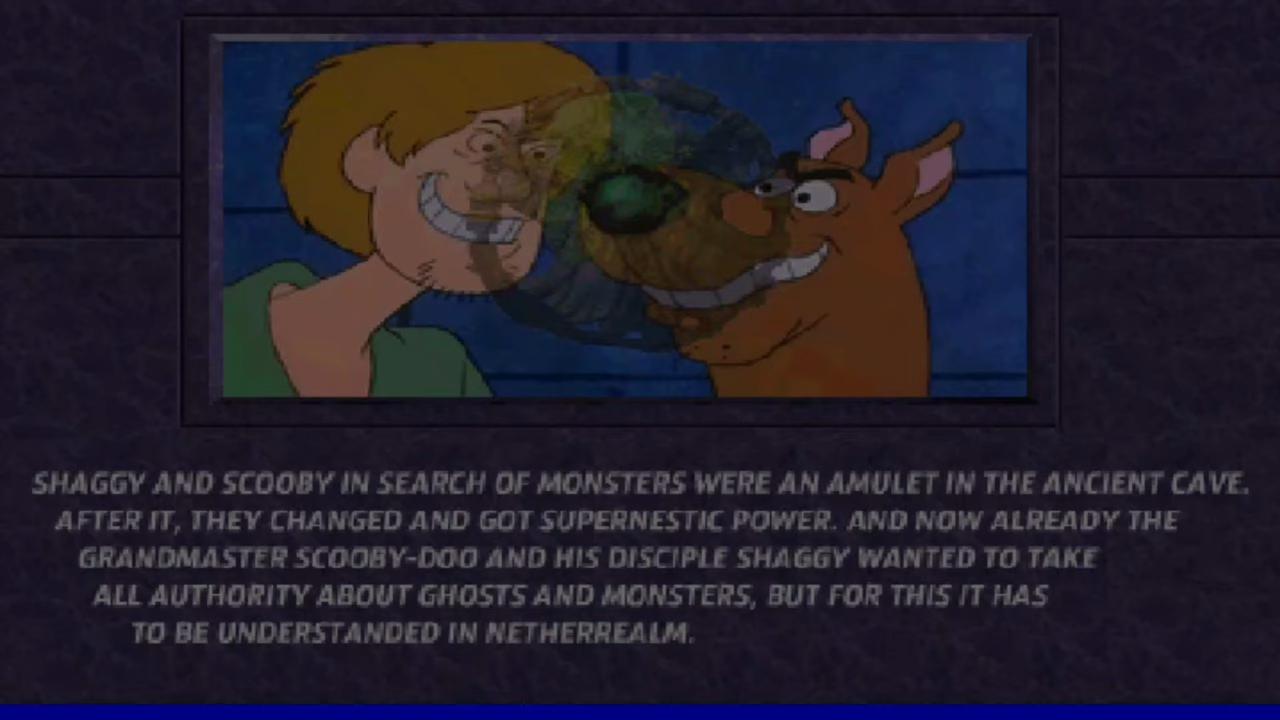 SHAGGY AND SCOOBY IN SEARCH OF MONSTERS WERE AN AMULET IN THE ANCIENT CAVE.
AFTER IT, THEY CHANGED AND GOT SUPERNESTIC POWER. AND NOW ALREADY THE
GRANDMASTER SCOOBY-DOO AND HIS DISCIPLE SHAGGY WANTED TO TAKE
ALL AUTHORITY ABOUT GHOSTS AND MONSTERS, BUT FOR THIS IT HAS
TO BE UNDERSTANDED IN NETHERREALM.